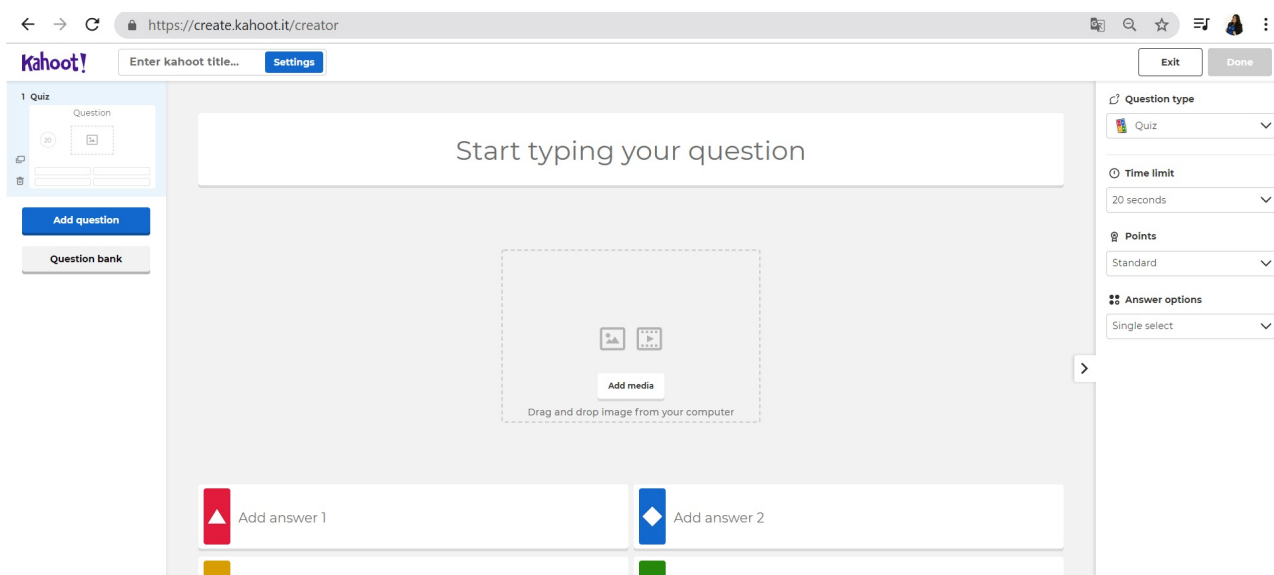 https://create.kahoot.it/creator
Kahoot!
Enter kahoot title...
Settings
Exit
Done
1 Quiz
Question
20
Add question
Question bank
Start typing your question
Add media
Drag and drop image from your computer
Add answer 1
Add answer 2
Question type
Quiz
Time limit
20 seconds
Points
Standard
Answer options
Single select